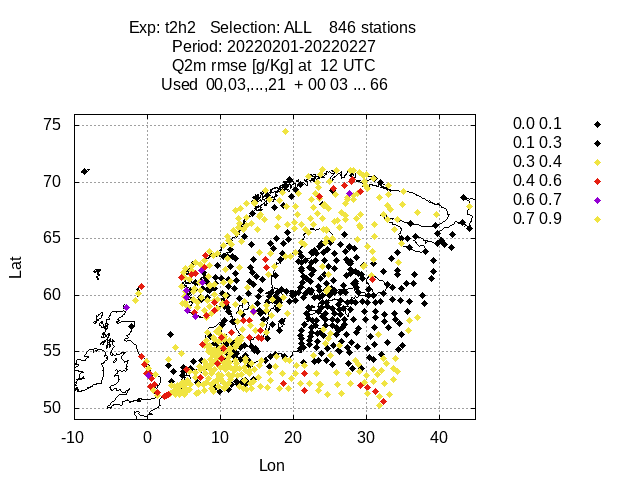 Exp: t2h2   Selection: ALL    846 stations
Period: 20220201-20220227
Q2m rmse [g/Kg] at  12 UTC
Used  00,03,...,21  + 00 03 ... 66
0.0 0.1
0.1 0.3
0.3 0.4
0.4 0.6
0.6 0.7
0.7 0.9
75
70
65
60
55
50
Lat
-10 0 10 20 30 40
Lon